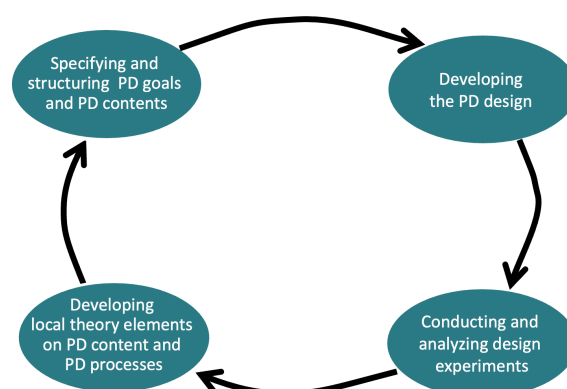 Specifying and
structuring PD goals
and PD contents
Developing
the PD design
Developing
local theory elements
on PD content and
PD processes
Conducting and
analyzing design
experiments